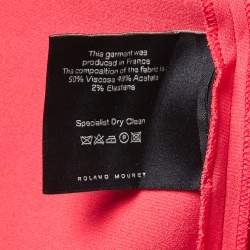 This garment was
produced in France
The composition of the fabric is:
50% Viscose 48% Acetate
2% Elastane
Specialist Dry Clean
ROLAND MOURET